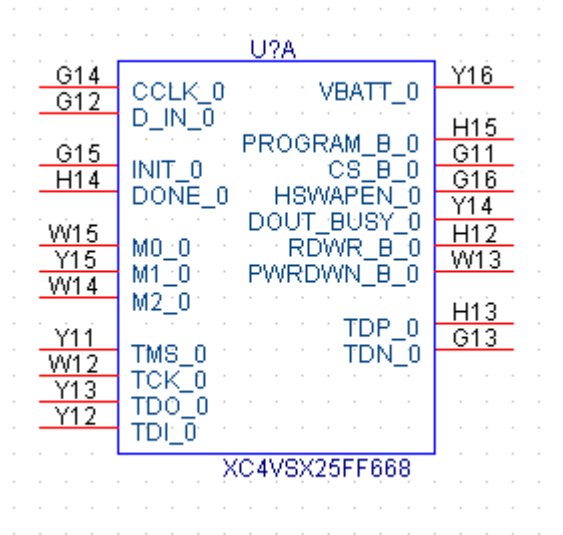 U?A
G14 CCLK_0 VBATT_0 Y16
G12 D_IN_0
PROGRAM_B_0 H15
G15 INIT_0 CS_B_0 G11
H14 DONE_0 HSWAPEN_0 G16
DOUT_BUSY_0 Y14
W15 M0_0 RDWR_B_0 H12
Y15 M1_0 PWRDWN_B_0 W13
W14 M2_0
TDP_0 H13
Y11 TMS_0 TDN_0 G13
W12 TCK_0
Y13 TDO_0
Y12 TDI_0
XC4VSX25FF668